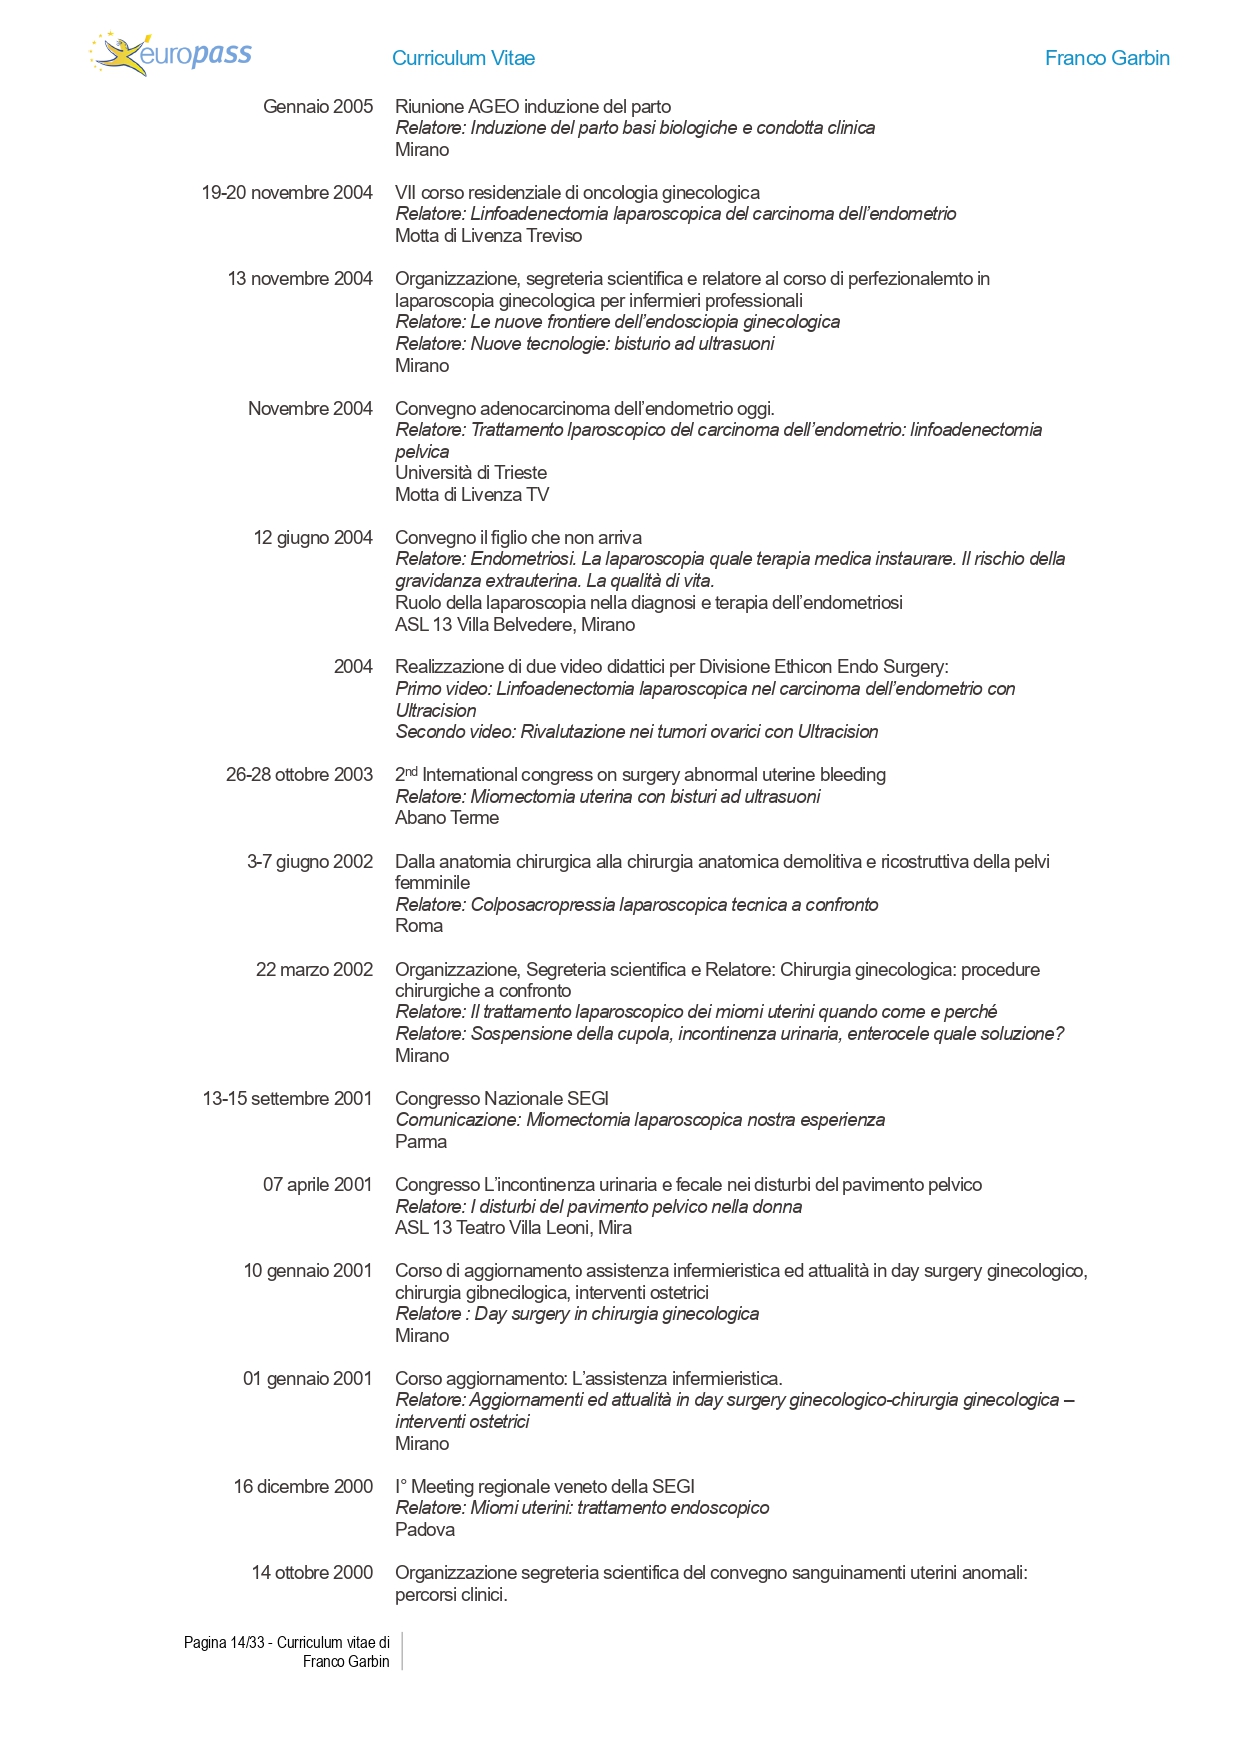 europass
Curriculum Vitae
Franco Garbin
Gennaio 2005
Riunione AGEO induzione del parto
Relatore: Induzione del parto basi biologiche e condotta clinica
Mirano
19-20 novembre 2004
VII corso residenziale di oncologia ginecologica
Relatore: Linfoadenectomia laparoscopica del carcinoma dell’endometrio
Motta di Livenza Treviso
13 novembre 2004
Organizzazione, segreteria scientifica e relatore al corso di perfezionalemto in
laparoscopia ginecologica per infermieri professionali
Relatore: Le nuove frontiere dell’endosciopia ginecologica
Relatore: Nuove tecnologie: bisturio ad ultrasuoni
Mirano
Novembre 2004
Convegno adenocarcinoma dell’endometrio oggi.
Relatore: Trattamento lparoscopico del carcinoma dell’endometrio: linfoadenectomia
pelvica
Università di Trieste
Motta di Livenza TV
12 giugno 2004
Convegno il figlio che non arriva
Relatore: Endometriosi. La laparoscopia quale terapia medica instaurare. Il rischio della
gravidanza extrauterina. La qualità di vita.
Ruolo della laparoscopia nella diagnosi e terapia dell’endometriosi
ASL 13 Villa Belvedere, Mirano
2004
Realizzazione di due video didattici per Divisione Ethicon Endo Surgery:
Primo video: Linfoadenectomia laparoscopica nel carcinoma dell’endometrio con
Ultracision
Secondo video: Rivalutazione nei tumori ovarici con Ultracision
26-28 ottobre 2003
2nd International congress on surgery abnormal uterine bleeding
Relatore: Miomectomia uterina con bisturi ad ultrasuoni
Abano Terme
3-7 giugno 2002
Dalla anatomia chirurgica alla chirurgia anatomica demolitiva e ricostruttiva della pelvi
femminile
Relatore: Colposacropressia laparoscopica tecnica a confronto
Roma
22 marzo 2002
Organizzazione, Segreteria scientifica e Relatore: Chirurgia ginecologica: procedure
chirurgiche a confronto
Relatore: Il trattamento laparoscopico dei miomi uterini quando come e perché
Relatore: Sospensione della cupola, incontinenza urinaria, enterocele quale soluzione?
Mirano
13-15 settembre 2001
Congresso Nazionale SEGI
Comunicazione: Miomectomia laparoscopica nostra esperienza
Parma
07 aprile 2001
Congresso L’incontinenza urinaria e fecale nei disturbi del pavimento pelvico
Relatore: I disturbi del pavimento pelvico nella donna
ASL 13 Teatro Villa Leoni, Mira
10 gennaio 2001
Corso di aggiornamento assistenza infermieristica ed attualità in day surgery ginecologico,
chirurgia gibnecilogica, interventi ostetrici
Relatore : Day surgery in chirurgia ginecologica
Mirano
01 gennaio 2001
Corso aggiornamento: L’assistenza infermieristica.
Relatore: Aggiornamenti ed attualità in day surgery ginecologico-chirurgia ginecologica –
interventi ostetrici
Mirano
16 dicembre 2000
I° Meeting regionale veneto della SEGI
Relatore: Miomi uterini: trattamento endoscopico
Padova
14 ottobre 2000
Organizzazione segreteria scientifica del convegno sanguinamenti uterini anomali:
percorsi clinici.
Pagina 14/33 - Curriculum vitae di
Franco Garbin